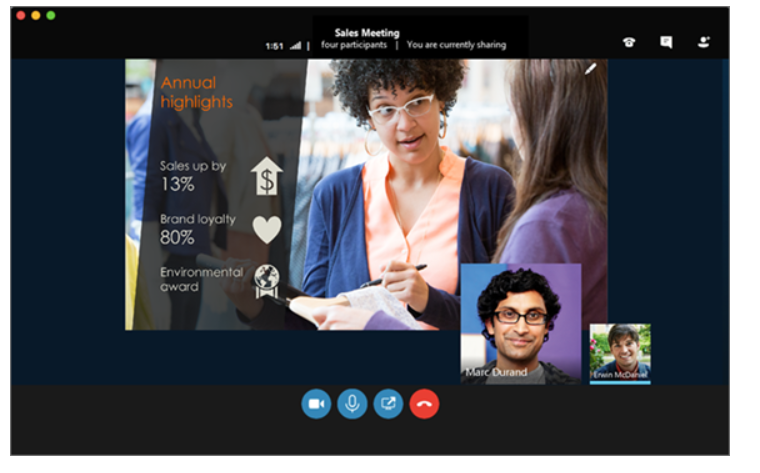 Sales Meeting
1:51 | four participants | You are currently sharing
Annual
highlights
Sales up by
13%
$
Brand loyalty
80%
Environmental
award
Marc Durand
Erwin McDaniel